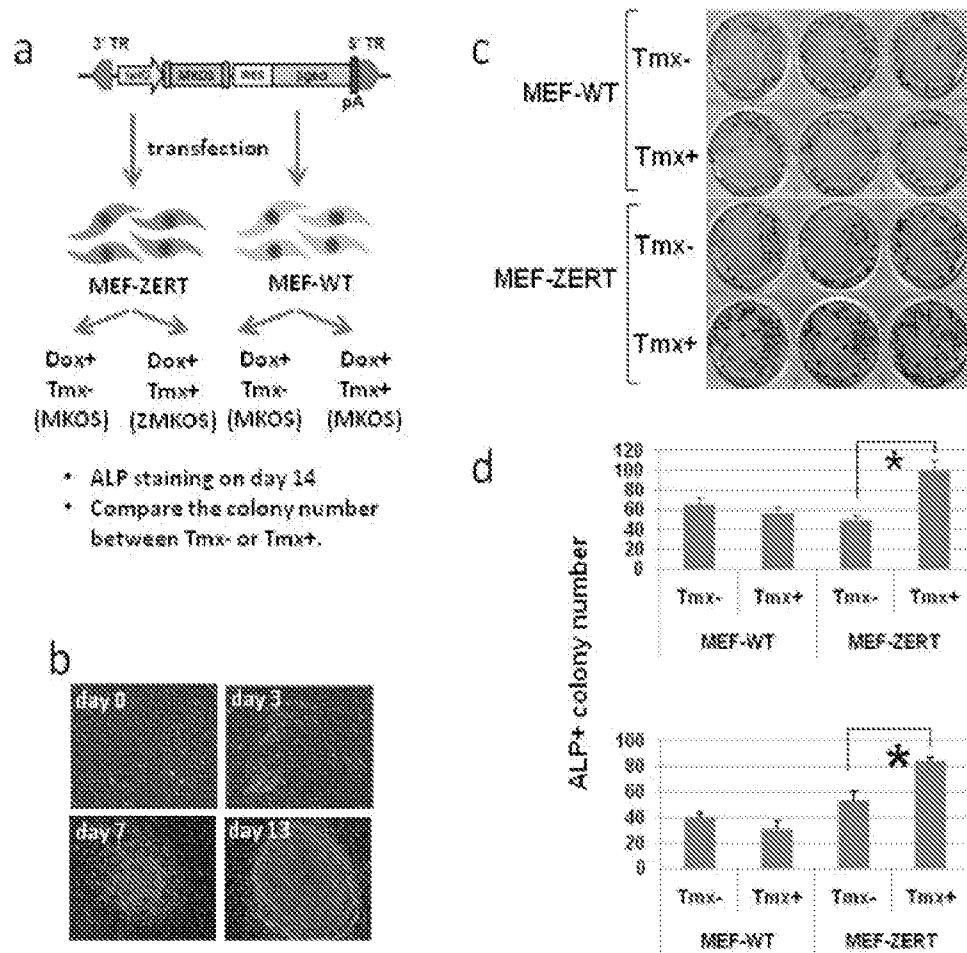 a
3' TR
5' TR
MKOS
pA
transfection
MEF-ZERT
MEF-WT
Dox+ Dox+ Dox+ Dox+
Tmx- Tmx+ Tmx- Tmx+
(MKOS) (ZMKOS) (MKOS) (MKOS)
* ALP staining on day 14
* Compare the colony number
between Tmx- or Tmx+.
b
day 0
day 3
day 7
day 13
c
MEF-WT
Tmx-
Tmx+
MEF-ZERT
Tmx-
Tmx+
d
ALP+ colony number
120
100
80
60
40
20
0
*
Tmx- Tmx+ Tmx- Tmx+
MEF-WT MEF-ZERT
100
80
60
40
20
0
*
Tmx- Tmx+ Tmx- Tmx+
MEF-WT MEF-ZERT